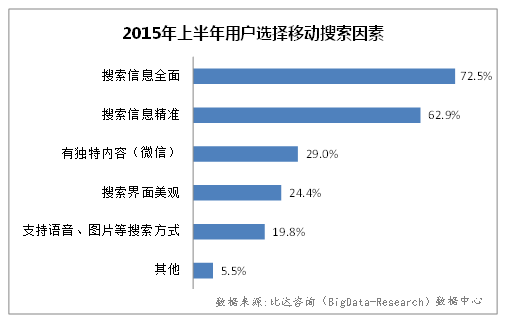 2015年上半年用户选择移动搜索因素
搜索信息全面 72.5%
搜索信息精准 62.9%
有独特内容（微信） 29.0%
搜索界面美观 24.4%
支持语音、图片等搜索方式 19.8%
其他 5.5%
数据来源:比达咨询（BigData-Research）数据中心